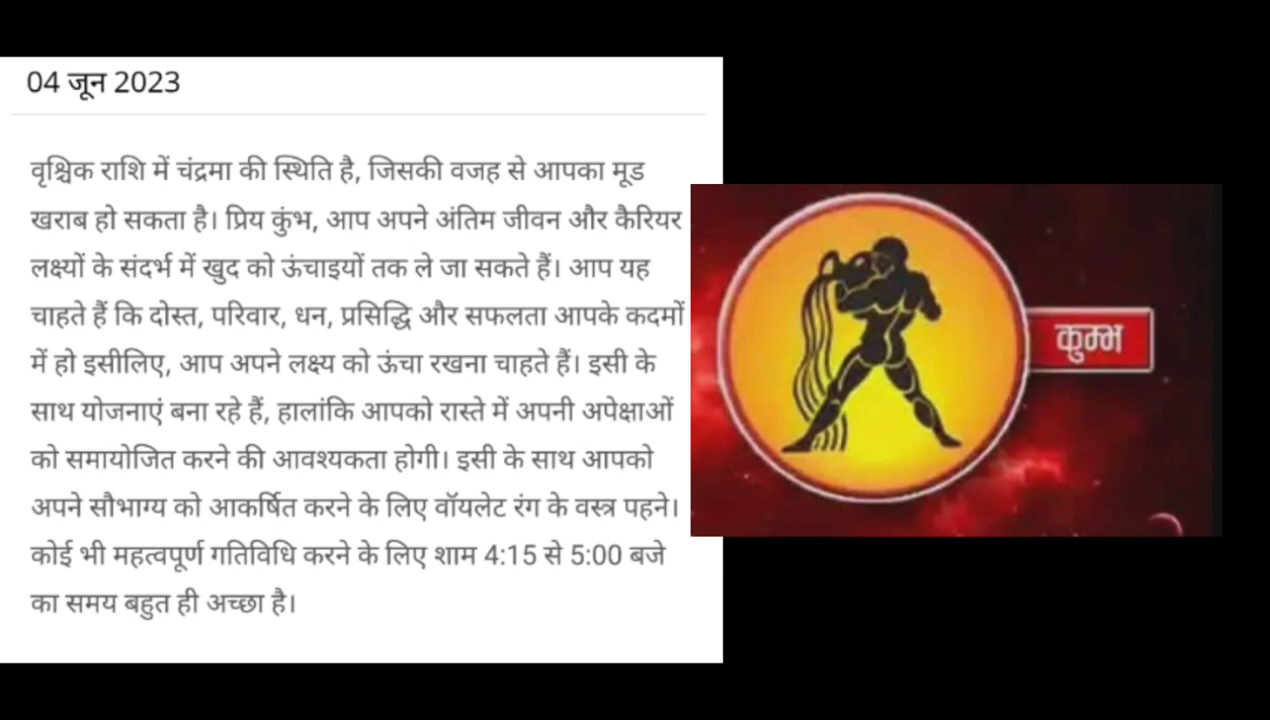 04 जून 2023
वृश्चिक राशि में चंद्रमा की स्थिति है, जिसकी वजह से आपका मूड
खराब हो सकता है। प्रिय कुंभ, आप अपने अंतिम जीवन और कैरियर
लक्ष्यों के संदर्भ में खुद को ऊंचाइयों तक ले जा सकते हैं। आप यह
चाहते हैं कि दोस्त, परिवार, धन, प्रसिद्धि और सफलता आपके कदमों
में हो इसीलिए, आप अपने लक्ष्य को ऊंचा रखना चाहते हैं। इसी के
साथ योजनाएं बना रहे हैं, हालांकि आपको रास्ते में अपनी अपेक्षाओं
को समायोजित करने की आवश्यकता होगी। इसी के साथ आपको
अपने सौभाग्य को आकर्षित करने के लिए वॉयलेट रंग के वस्त्र पहने।
कोई भी महत्वपूर्ण गतिविधि करने के लिए शाम 4:15 से 5:00 बजे
का समय बहुत ही अच्छा है।
कुम्भ